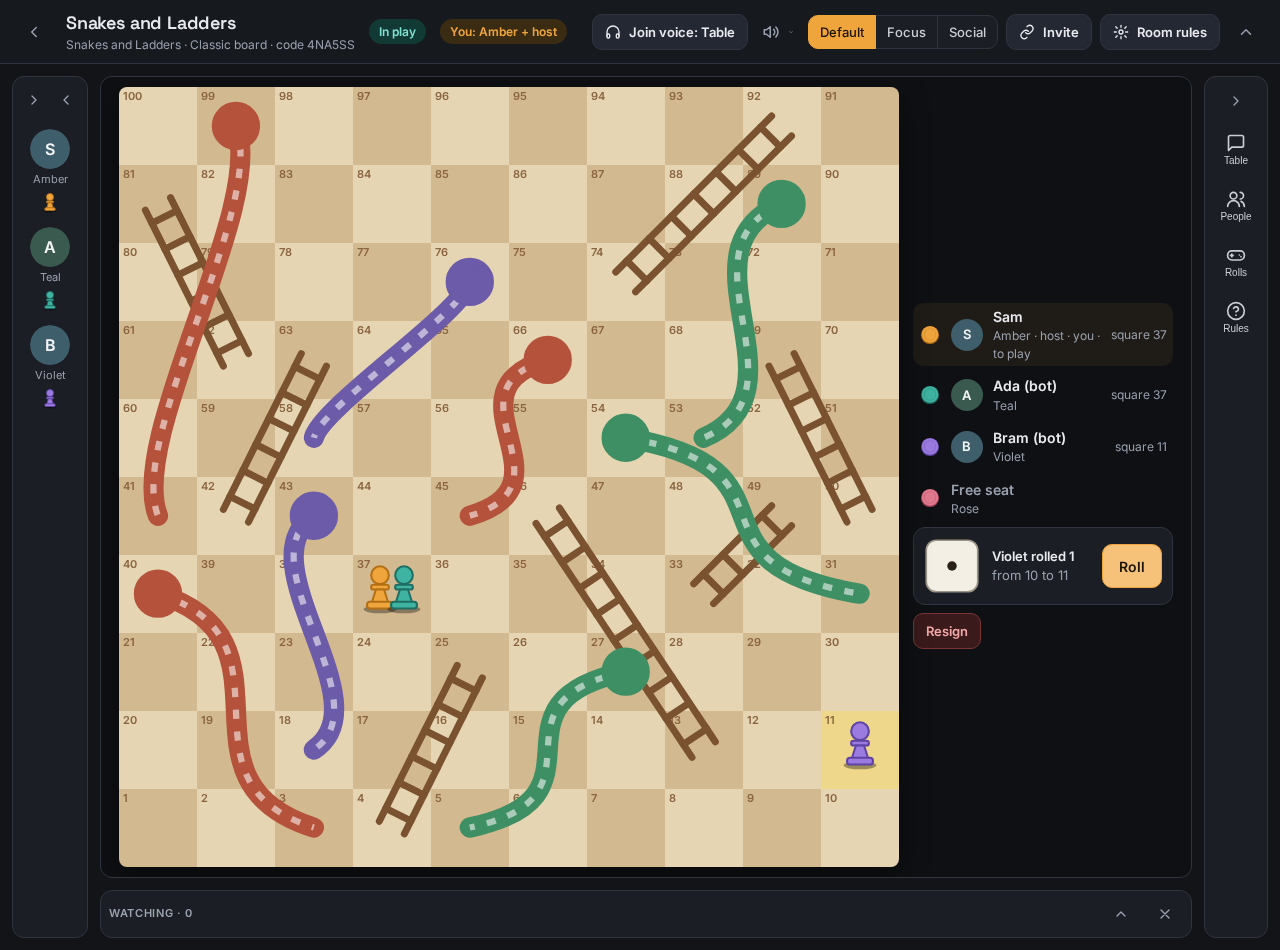 Snakes and Ladders
Snakes and Ladders · Classic board · code 4NA5SS
In play
You: Amber + host
Join voice: Table
Default
Focus
Social
Invite
Room rules
S
Amber
A
Teal
B
Violet
100 99 98 97 96 95 94 93 92 91
81 82 83 84 85 86 87 88 90
80 78 77 76 75 74 72 71
61 63 64 66 67 68 70
60 59 58 57 56 55 54 53 52 51
41 42 43 44 45 47 48 49
40 39 37 35 33 31
21 22 23 24 25 26 27 28 30
20 19 18 17 16 15 14 13 12 11
1 2 3 4 5 6 7 8 9 10
Sam
S
Amber · host · you ·
to play
square 37
Ada (bot)
A
Teal
square 37
Bram (bot)
B
Violet
square 11
Free seat
Rose
Violet rolled 1
from 10 to 11
Roll
Resign
Table
People
Rolls
Rules
WATCHING · 0